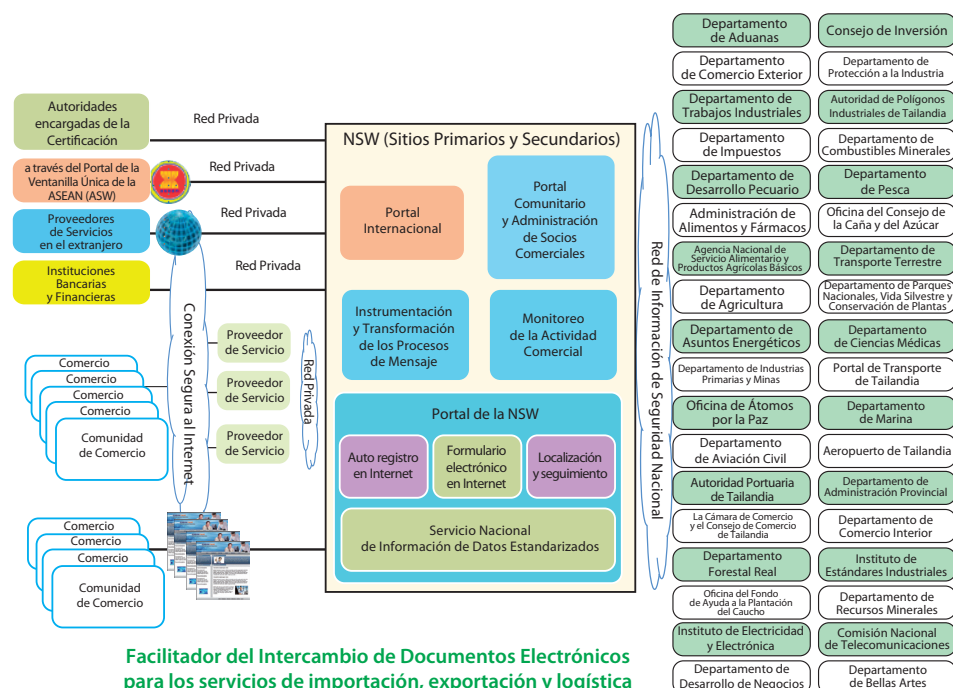 Autoridades
encargadas de la
Certificación
Red Privada
a través del Portal de la
Ventanilla Única de la
ASEAN (ASW)
Red Privada
Proveedores
de Servicios
en el extranjero
Red Privada
Instituciones
Bancarias
y Financieras
Red Privada
Conexión Segura al Internet
Proveedor
de Servicio
Proveedor
de Servicio
Proveedor
de Servicio
Red Privada
Comercio
Comercio
Comercio
Comercio
Comunidad
de Comercio
Comercio
Comercio
Comercio
Comunidad
de Comercio
NSW (Sitios Primarios y Secundarios)
Portal
Internacional
Portal
Comunitario
y Administración
de Socios
Comerciales
Instrumentación
y Transformación
de los Procesos
de Mensaje
Monitoreo
de la Actividad
Comercial
Portal de la NSW
Auto registro
en Internet
Formulario
electrónico
en Internet
Localización
y seguimiento
Servicio Nacional
de Información de Datos Estandarizados
Red de Información de Seguridad Nacional
Departamento
de Aduanas
Consejo de Inversión
Departamento
de Comercio Exterior
Departamento de
Protección a la Industria
Departamento de
Trabajos Industriales
Autoridad de Polígonos
Industriales de Tailandia
Departamento
de Impuestos
Departamento de
Combustibles Minerales
Departamento de
Desarrollo Pecuario
Departamento
de Pesca
Administración de
Alimentos y Fármacos
Oficina del Consejo de
la Caña y del Azúcar
Agencia Nacional de
Servicio Alimentario y
Productos Agrícolas Básicos
Departamento de
Transporte Terrestre
Departamento
de Agricultura
Departamento de Parques
Nacionales, Vida Silvestre y
Conservación de Plantas
Departamento de
Asuntos Energéticos
Departamento
de Ciencias Médicas
Departamento de Industrias
Primarias y Minas
Portal de Transporte
de Tailandia
Oficina de Átomos
por la Paz
Departamento
de Marina
Departamento
de Aviación Civil
Aeropuerto de Tailandia
Autoridad Portuaria
de Tailandia
Departamento de
Administración Provincial
La Cámara de Comercio
y el Consejo de Comercio
de Tailandia
Departamento de
Comercio Interior
Departamento
Forestal Real
Instituto de
Estándares Industriales
Oficina del Fondo
de Ayuda a la Plantación
del Caucho
Departamento de
Recursos Minerales
Instituto de Electricidad
y Electrónica
Comisión Nacional
de Telecomunicaciones
Departamento de
Desarrollo de Negocios
Departamento
de Bellas Artes
Facilitador del Intercambio de Documentos Electrónicos
para los servicios de importación, exportación y logística